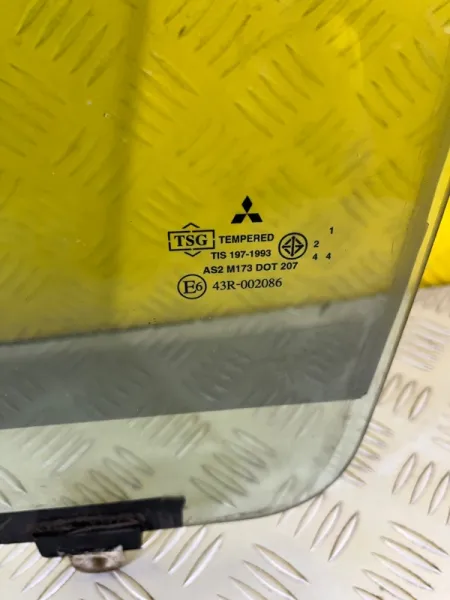 TSG TEMPERED
TIS 197-1993
AS2 M173 DOT 207
E6 43R-002086
1
2
4 4